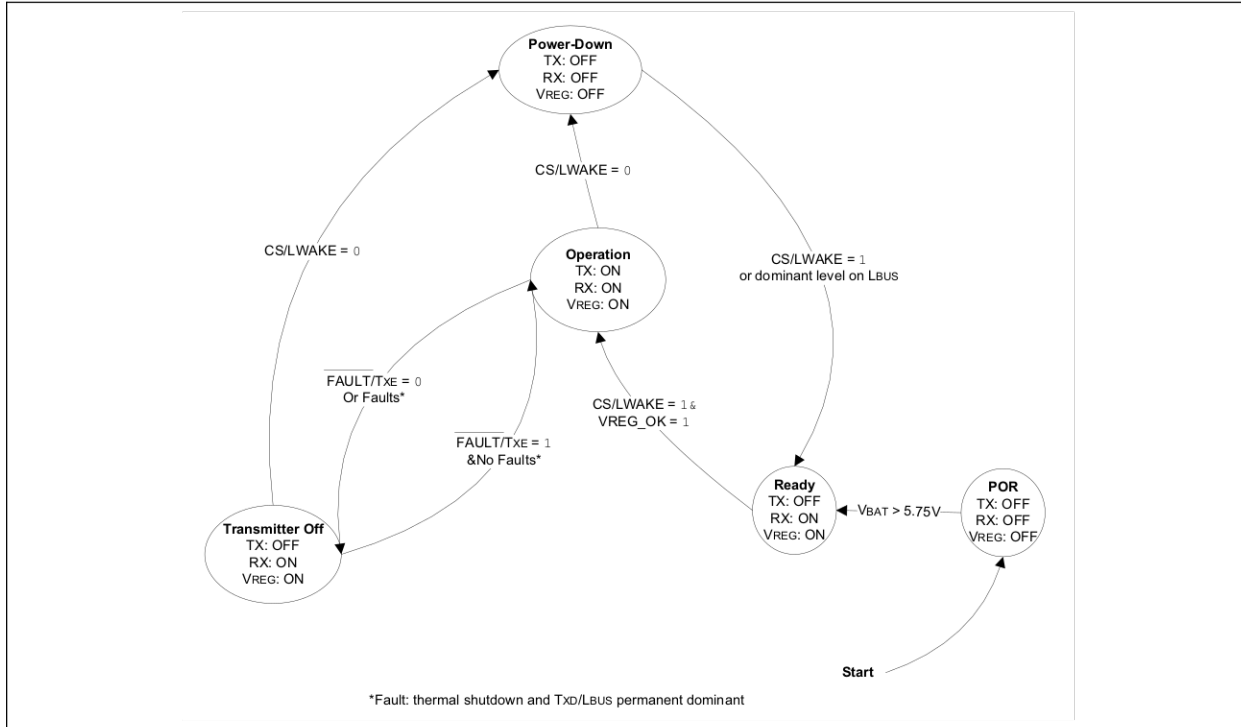 Power-Down
TX: OFF
RX: OFF
VREG: OFF
CS/LWAKE = 0
CS/LWAKE = 0
Operation
TX: ON
RX: ON
VREG: ON
CS/LWAKE = 1
or dominant level on LBUS
FAULT/TXE = 0
Or Faults*
CS/LWAKE = 1 &
VREG_OK = 1
FAULT/TXE = 1
&No Faults*
Ready
TX: OFF
RX: ON
VREG: ON
VBAT > 5.75V
POR
TX: OFF
RX: OFF
VREG: OFF
Transmitter Off
TX: OFF
RX: ON
VREG: ON
Start
*Fault: thermal shutdown and TXD/LBUS permanent dominant